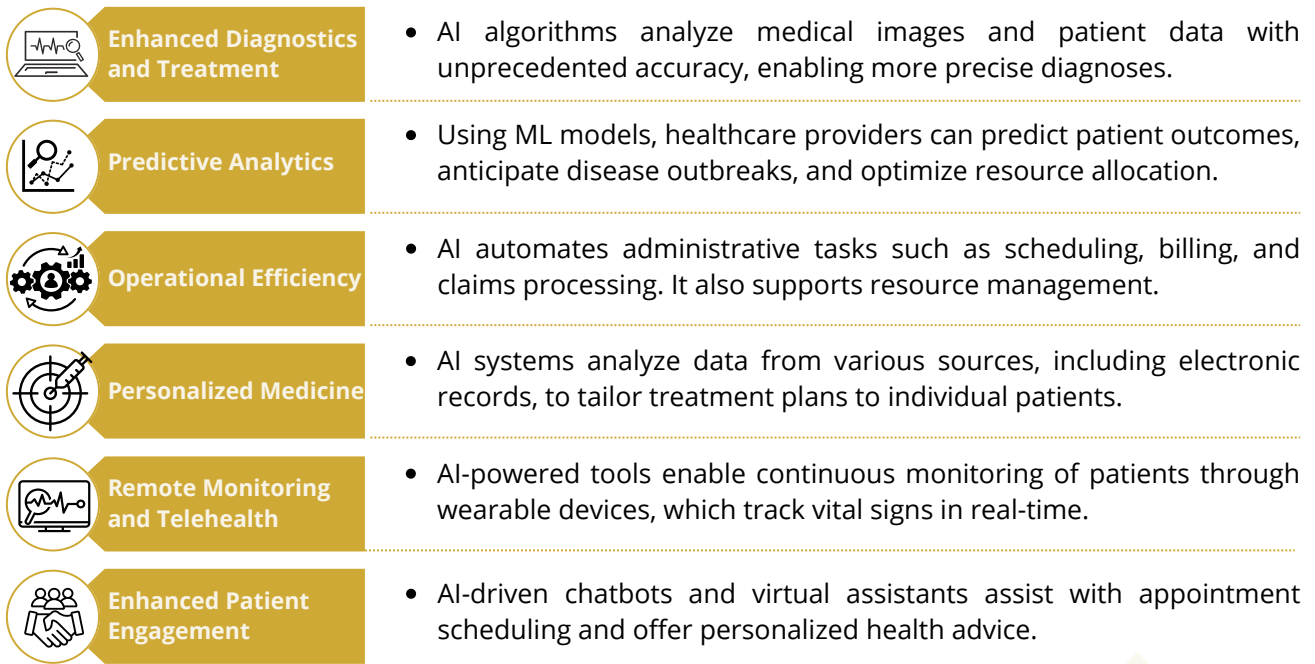 Enhanced Diagnostics
and Treatment
• AI algorithms analyze medical images and patient data with
unprecedented accuracy, enabling more precise diagnoses.
Predictive Analytics
• Using ML models, healthcare providers can predict patient outcomes,
anticipate disease outbreaks, and optimize resource allocation.
Operational Efficiency
• AI automates administrative tasks such as scheduling, billing, and
claims processing. It also supports resource management.
Personalized Medicine
• AI systems analyze data from various sources, including electronic
records, to tailor treatment plans to individual patients.
Remote Monitoring
and Telehealth
• AI-powered tools enable continuous monitoring of patients through
wearable devices, which track vital signs in real-time.
Enhanced Patient
Engagement
• AI-driven chatbots and virtual assistants assist with appointment
scheduling and offer personalized health advice.